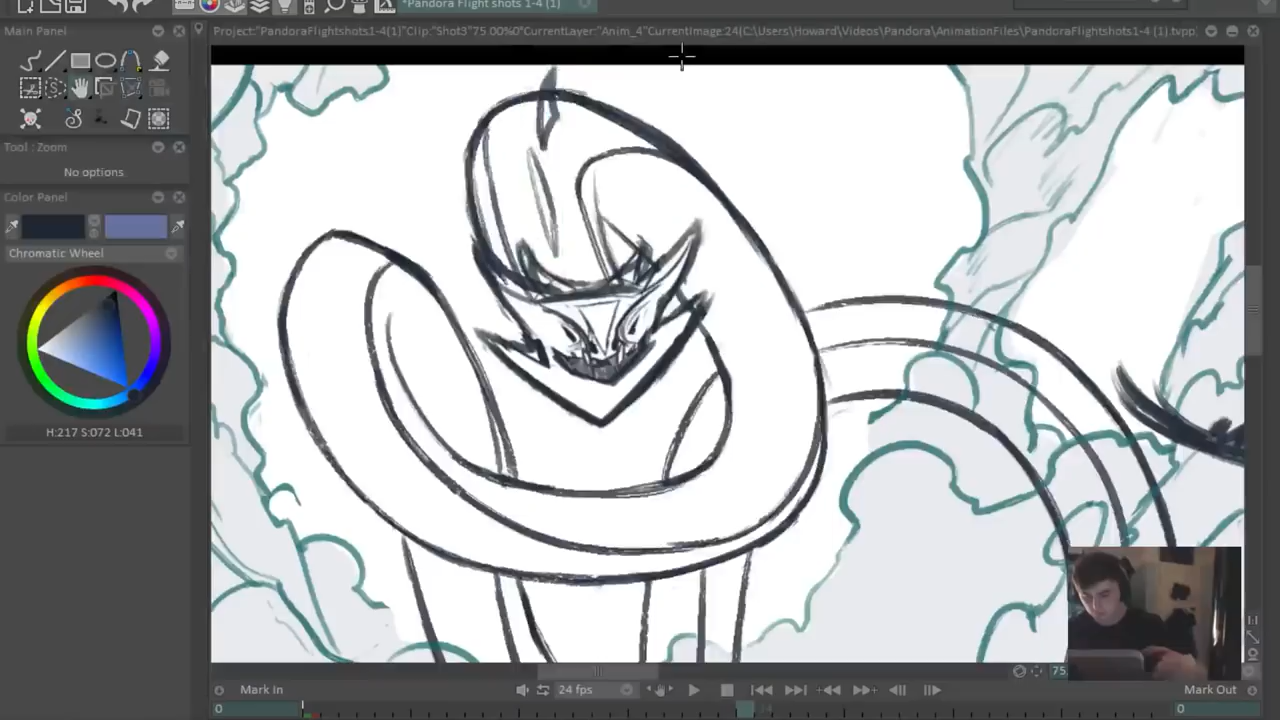 *Pandora Flight shots 1-4 (1)
Main Panel
Project:"PandoraFlightshots1-4(1)"Clip:"Shot3"75 00%0°CurrentLayer:"Anim_4"CurrentImage:24(C:\Users\Howard\Videos\Pandora\AnimationFiles\PandoraFlightshots1-4 (1).tvpp)
Tool : Zoom
No options
Color Panel
Chromatic Wheel
H:217 S:072 L:041
1:1
75
Mark In
24 fps
Mark Out
0
0